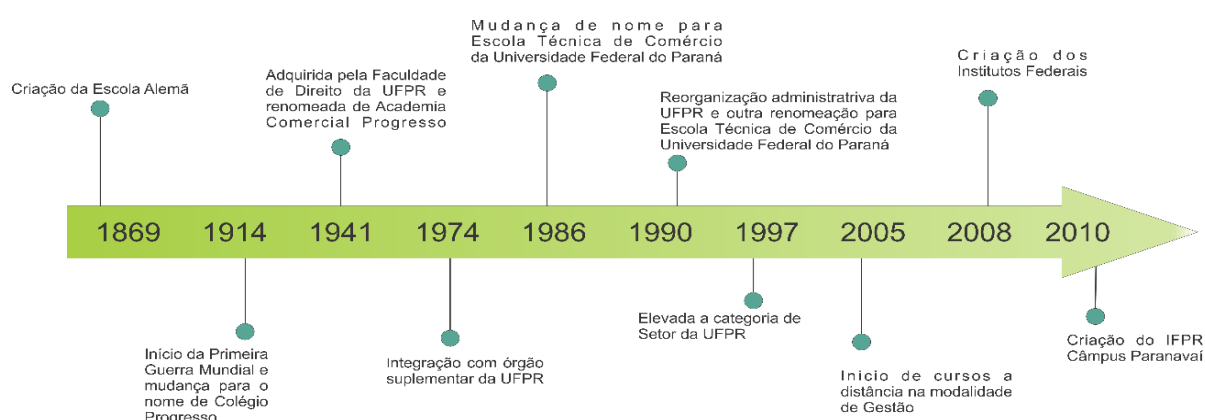 Criação da Escola Alemã
Adquirida pela Faculdade
de Direito da UFPR e
renomeada de Academia
Comercial Progresso
Mudança de nome para
Escola Técnica de Comércio
da Universidade Federal do Paraná
Reorganização administratriva da
UFPR e outra renomeação para
Escola Técnica de Comércio da
Universidade Federal do Paraná
Criação dos
Institutos Federais
1869 1914 1941 1974 1986 1990 1997 2005 2008 2010
Início da Primeira
Guerra Mundial e
mudança para o
nome de Colégio
Progresso
Integração com órgão
suplementar da UFPR
Elevada a categoria de
Setor da UFPR
Inicio de cursos a
distância na modalidade
de Gestão
Criação do IFPR
Câmpus Paranavaí